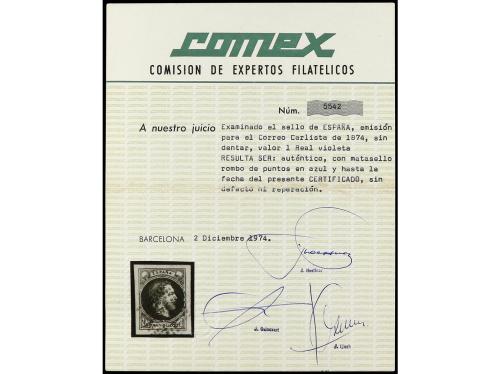 comex
COMISION DE EXPERTOS FILATELICOS
Núm. 5542
A nuestro juicio Examinado el sello de ESPAÑA, emisión
para el Correo Carlista de 1874, sin
dentar, valor 1 Real violeta
RESULTA SER: auténtico, con matasello
rombo de puntos en azul y hasta la
fecha del presente CERTIFICADO, sin
defecto ni reparación.
BARCELONA 2 Diciembre 1974.
ESPAÑA